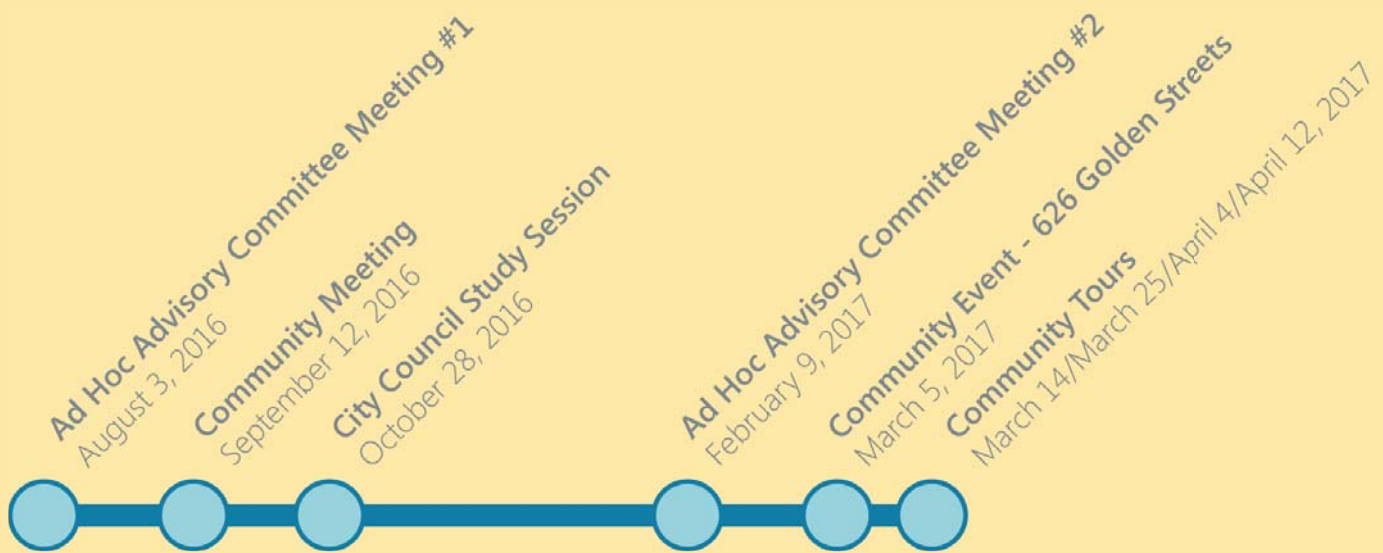 Ad Hoc Advisory Committee Meeting #1
August 3, 2016
Community Meeting
September 12, 2016
City Council Study Session
October 28, 2016
Ad Hoc Advisory Committee Meeting #2
February 9, 2017
Community Event - 626 Golden Streets
March 5, 2017
Community Tours
March 14/March 25/April 4/April 12, 2017